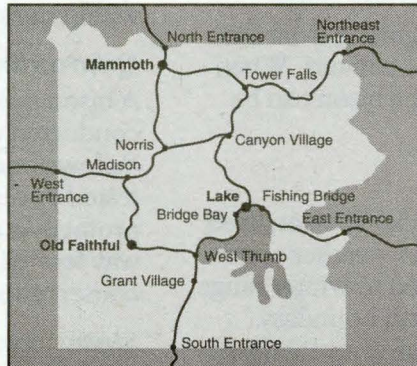 North Entrance
Northeast
Entrance
Mammoth
Tower Falls
Norris
Canyon Village
Madison
West
Entrance
Lake
Fishing Bridge
Bridge Bay
East Entrance
Old Faithful
West Thumb
Grant Village
South Entrance